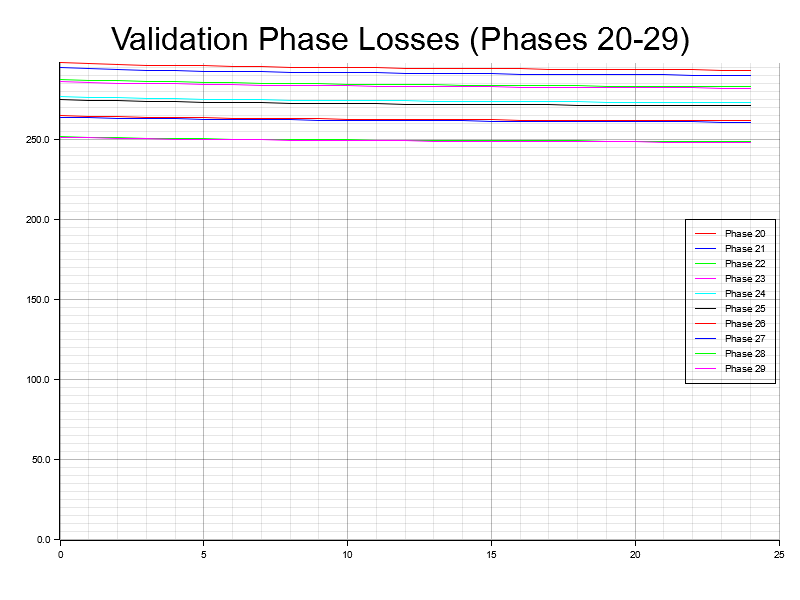 Validation Phase Losses (Phases 20-29)
250.0
200.0
150.0
100.0
50.0
0.0
0 5 10 15 20 25
Phase 20
Phase 21
Phase 22
Phase 23
Phase 24
Phase 25
Phase 26
Phase 27
Phase 28
Phase 29